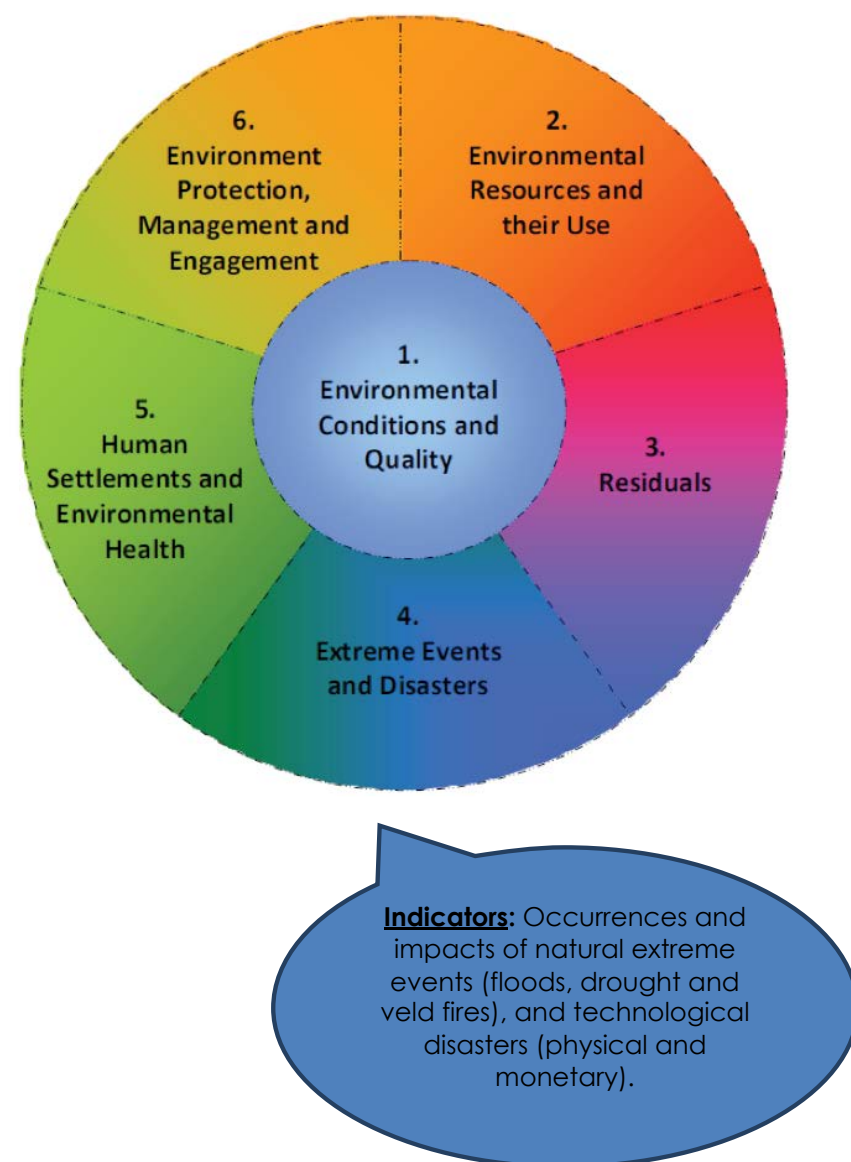 6.
Environment
Protection,
Management and
Engagement
2.
Environmental
Resources and
their Use
1.
Environmental
Conditions and
Quality
5.
Human
Settlements and
Environmental
Health
3.
Residuals
4.
Extreme Events
and Disasters
Indicators: Occurrences and
impacts of natural extreme
events (floods, drought and
veld fires), and technological
disasters (physical and
monetary).